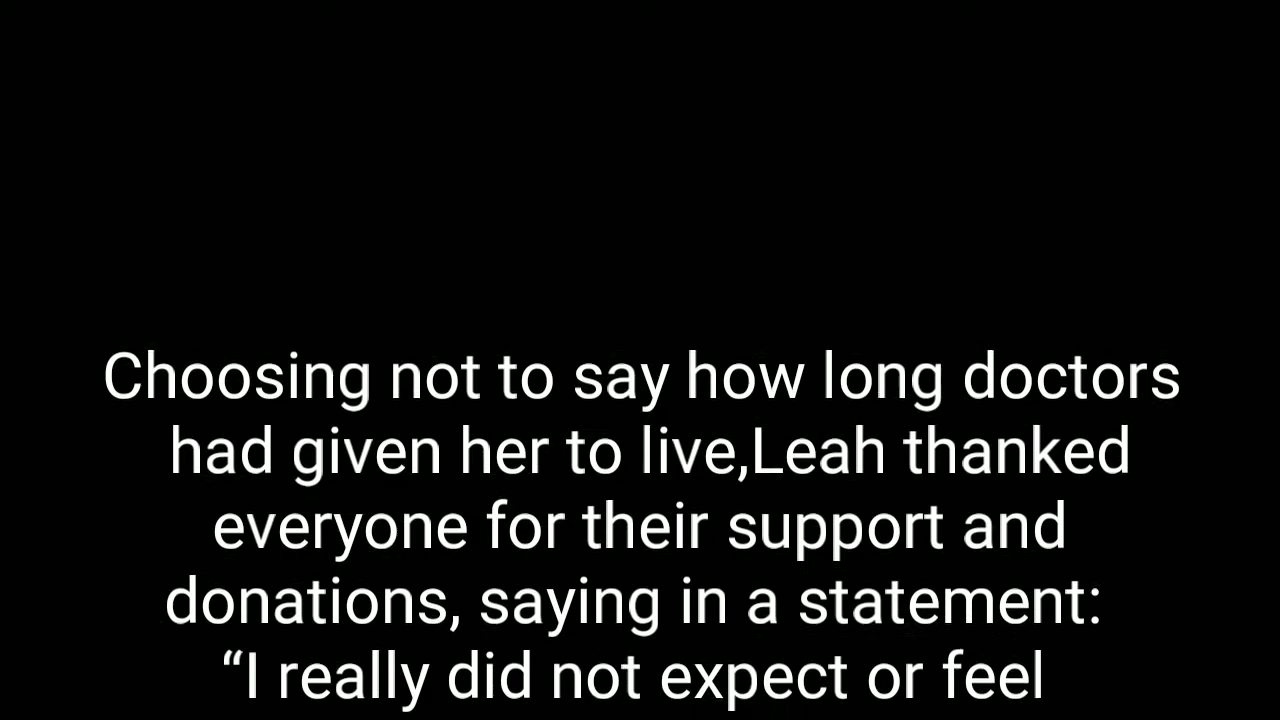 Choosing not to say how long doctors
had given her to live,Leah thanked
everyone for their support and
donations, saying in a statement:
“I really did not expect or feel